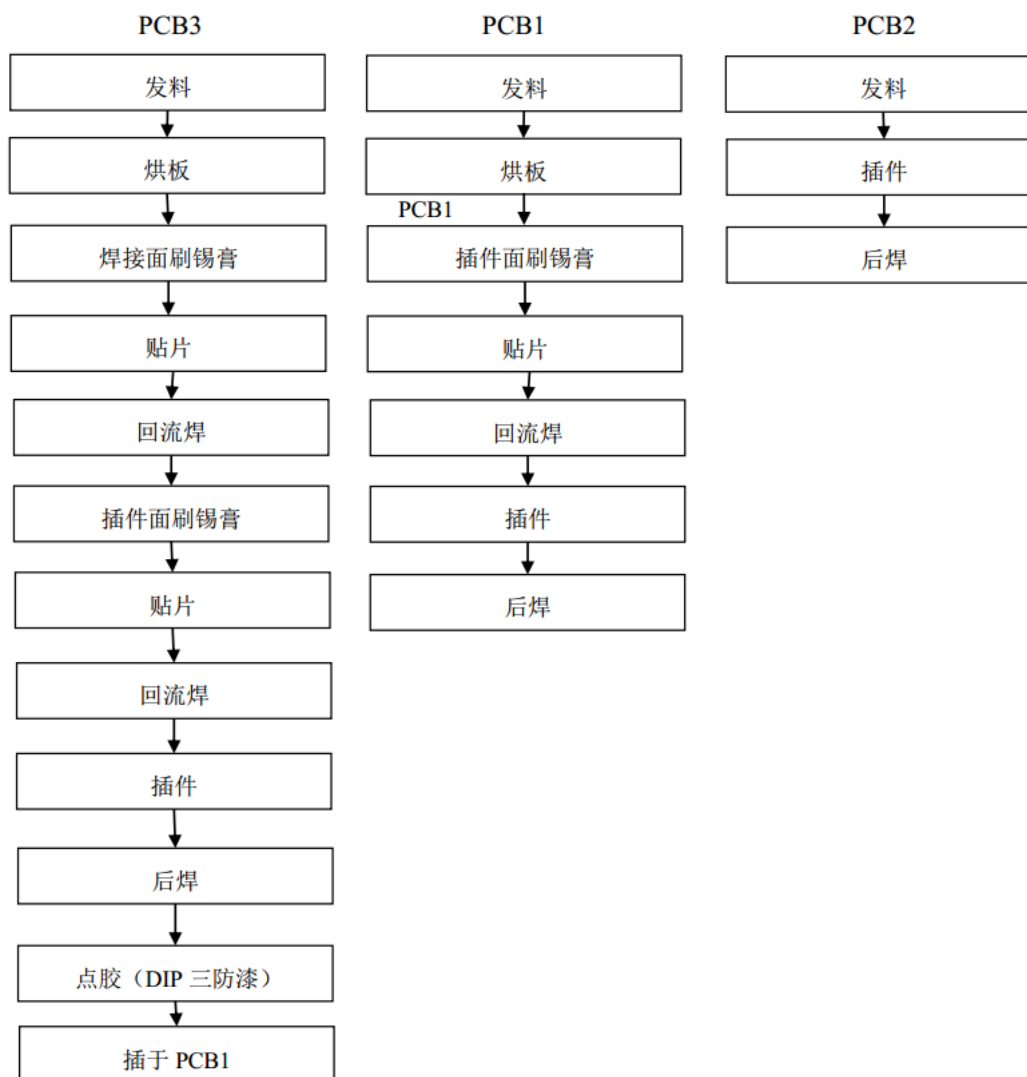 PCB3
发料
烘板
焊接面刷锡膏
贴片
回流焊
插件面刷锡膏
贴片
回流焊
插件
后焊
点胶（DIP 三防漆）
插于 PCB1
PCB1
发料
烘板
PCB1
插件面刷锡膏
贴片
回流焊
插件
后焊
PCB2
发料
插件
后焊